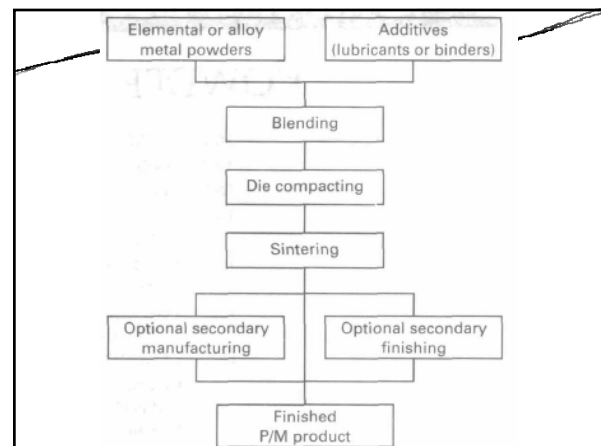 Elemental or alloy
metal powders
Additives
(lubricants or binders)
Blending
Die compacting
Sintering
Optional secondary
manufacturing
Optional secondary
finishing
Finished
P/M product